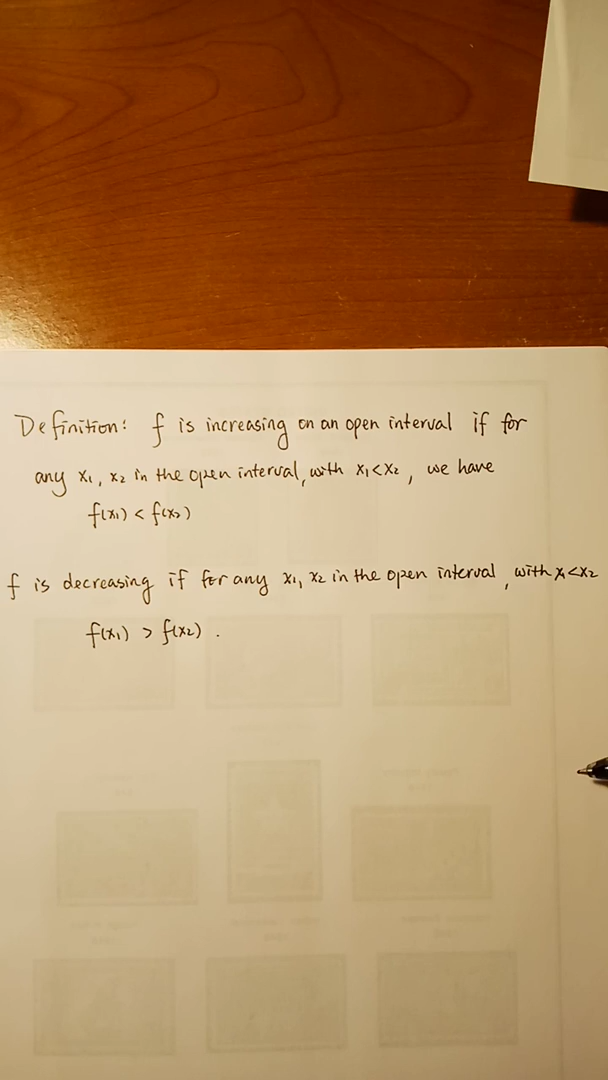 Definition: f is increasing on an open interval if for
any x₁, x₂ in the open interval, with x₁<x₂, we have
f(x₁) < f(x₂)
f is decreasing if for any x₁, x₂ in the open interval, with x₁<x₂
f(x₁) > f(x₂).